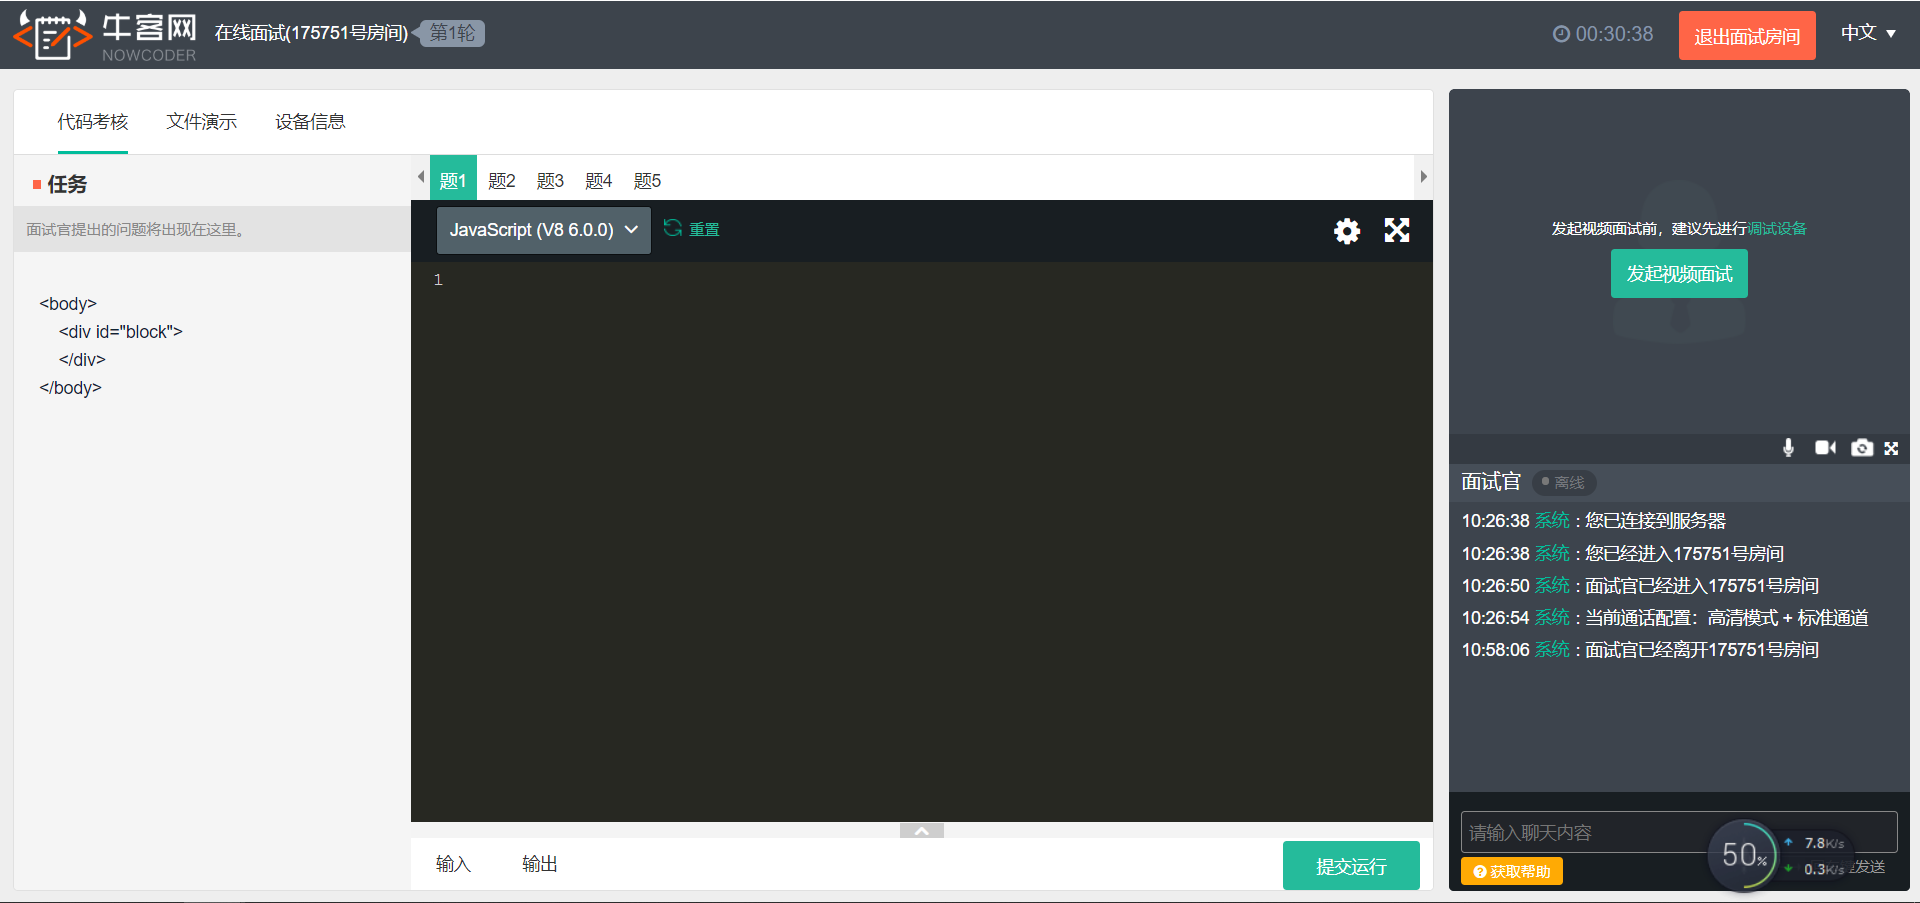 牛客网
NOWCODER
在线面试(175751号房间)
第1轮
00:30:38
退出面试房间
中文
代码考核 文件演示 设备信息
任务
面试官提出的问题将出现在这里。
<body>
<div id="block">
</div>
</body>
题1 题2 题3 题4 题5
JavaScript (V8 6.0.0)
重置
1
输入 输出
提交运行
发起视频面试前，建议先进行调试设备
发起视频面试
面试官 离线
10:26:38 系统 : 您已连接到服务器
10:26:38 系统 : 您已经进入175751号房间
10:26:50 系统 : 面试官已经进入175751号房间
10:26:54 系统 : 当前通话配置：高清模式 + 标准通道
10:58:06 系统 : 面试官已经离开175751号房间
请输入聊天内容
获取帮助
50%
7.8K/s
0.3K/s
发送